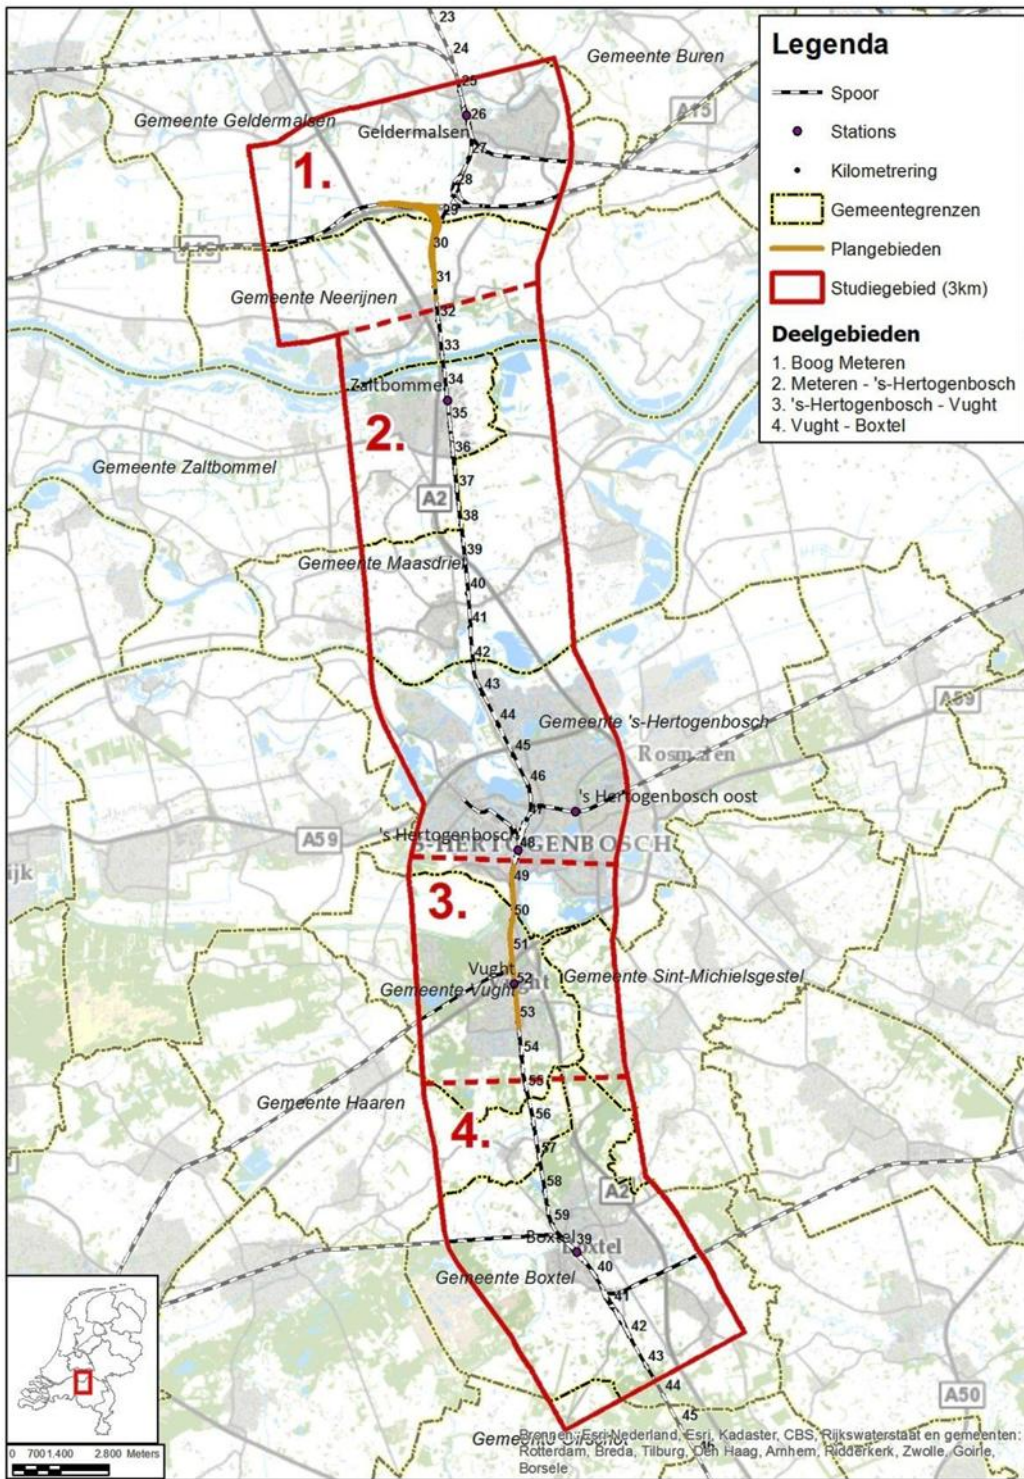 23
24
Gemeente Buren
25
26
A15
Gemeente Geldermalsen
Geldermalsen
27
1.
28
29
30
31
Gemeente Neerijnen
32
33
34
Zaltbommel
35
2.
36
Gemeente Zaltbommel
37
A2
38
39
Gemeente Maasdriel
40
41
42
43
44
Gemeente 's-Hertogenbosch
A59
45
Rosmalen
46
's Hertogenbosch oost
47
's Hertogenbosch
48
A59
'S-HERTOGENBOSCH
ijk
49
3.
50
51
Vught
52
Gemeente Sint-Michielsgestel
Gemeente Vught
Vught
53
54
55
Gemeente Haaren
56
4.
57
58
A2
59
Boxtel
39
Boxtel
40
Gemeente Boxtel
41
42
43
44
A50
45
46
Legenda
Spoor
Stations
Kilometrering
Gemeentegrenzen
Plangebieden
Studiegebied (3km)
Deelgebieden
1. Boog Meteren
2. Meteren - 's-Hertogenbosch
3. 's-Hertogenbosch - Vught
4. Vught - Boxtel
0 700 1.400 2.800 Meters
Gemeente Oirschot
Bronnen: Esri Nederland, Esri, Kadaster, CBS, Rijkswaterstaat en gemeenten:
Rotterdam, Breda, Tilburg, Den Haag, Arnhem, Ridderkerk, Zwolle, Goirle,
Borsele